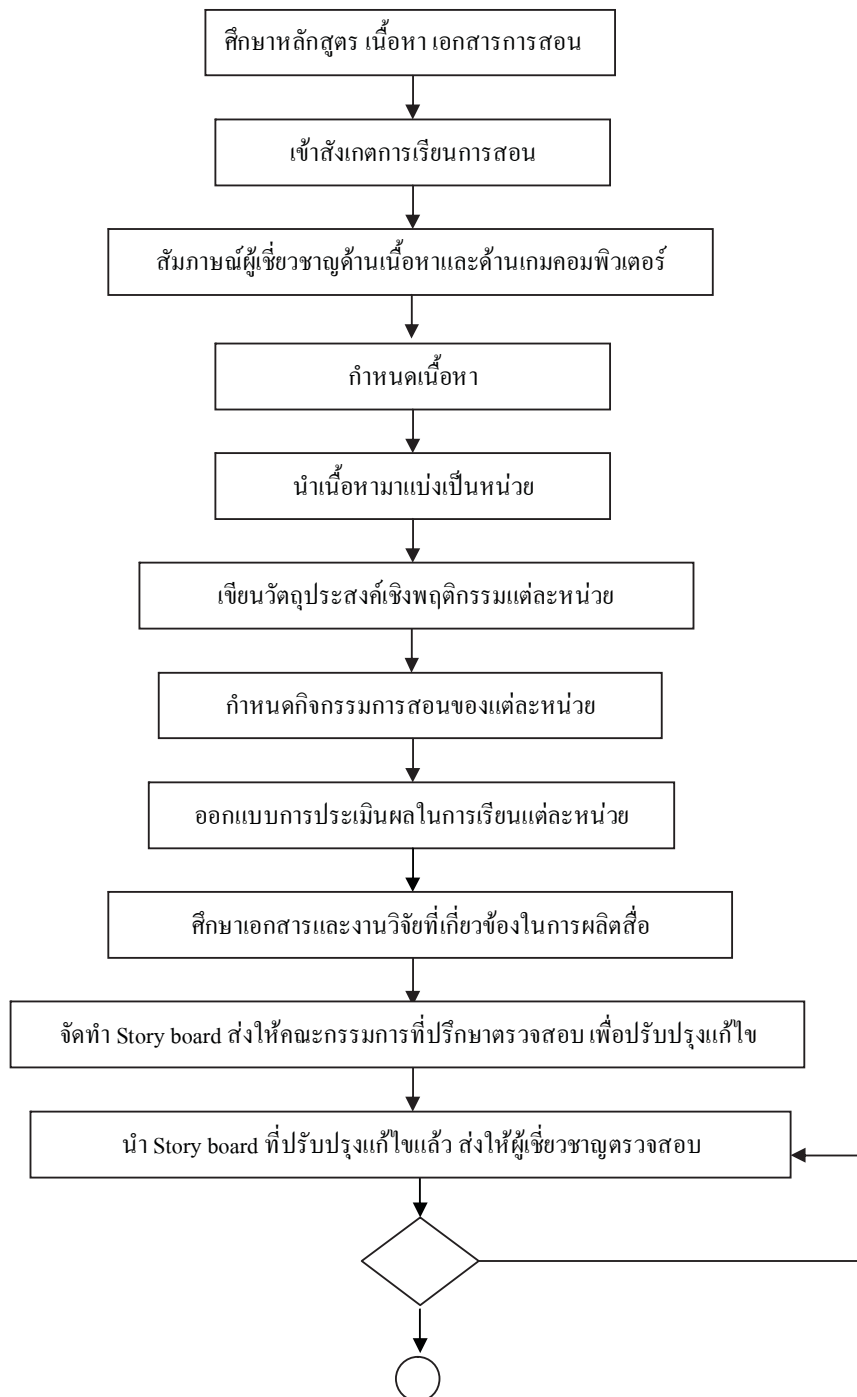 ศึกษาหลักสูตร เนื้อหา เอกสารการสอน
เข้าสังเกตการเรียนการสอน
สัมภาษณ์ผู้เชี่ยวชาญด้านเนื้อหาและด้านเกมคอมพิวเตอร์
กำหนดเนื้อหา
นำเนื้อหามาแบ่งเป็นหน่วย
เขียนวัตถุประสงค์เชิงพฤติกรรมแต่ละหน่วย
กำหนดกิจกรรมการสอนของแต่ละหน่วย
ออกแบบการประเมินผลในการเรียนแต่ละหน่วย
ศึกษาเอกสารและงานวิจัยที่เกี่ยวข้องในการผลิตสื่อ
จัดทำ Story board ส่งให้คณะกรรมการที่ปรึกษาตรวจสอบ เพื่อปรับปรุงแก้ไข
นำ Story board ที่ปรับปรุงแก้ไขแล้ว ส่งให้ผู้เชี่ยวชาญตรวจสอบ